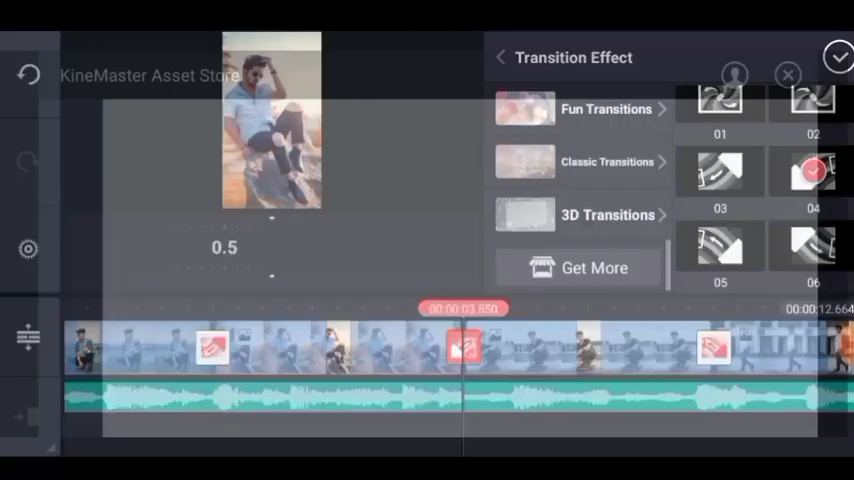 Transition Effect
KineMaster Asset Store
Fun Transitions
Classic Transitions
3D Transitions
Get More
01
02
03
04
05
06
0.5
00:00:03.550
00:00:12.664